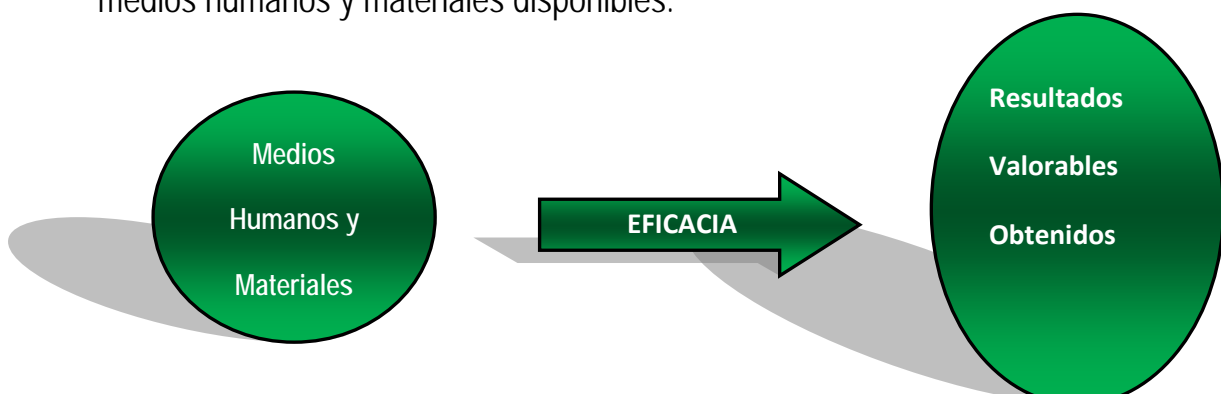 medios humanos y materiales disponibles.
Medios
Humanos y
Materiales
EFICACIA
Resultados
Valorables
Obtenidos